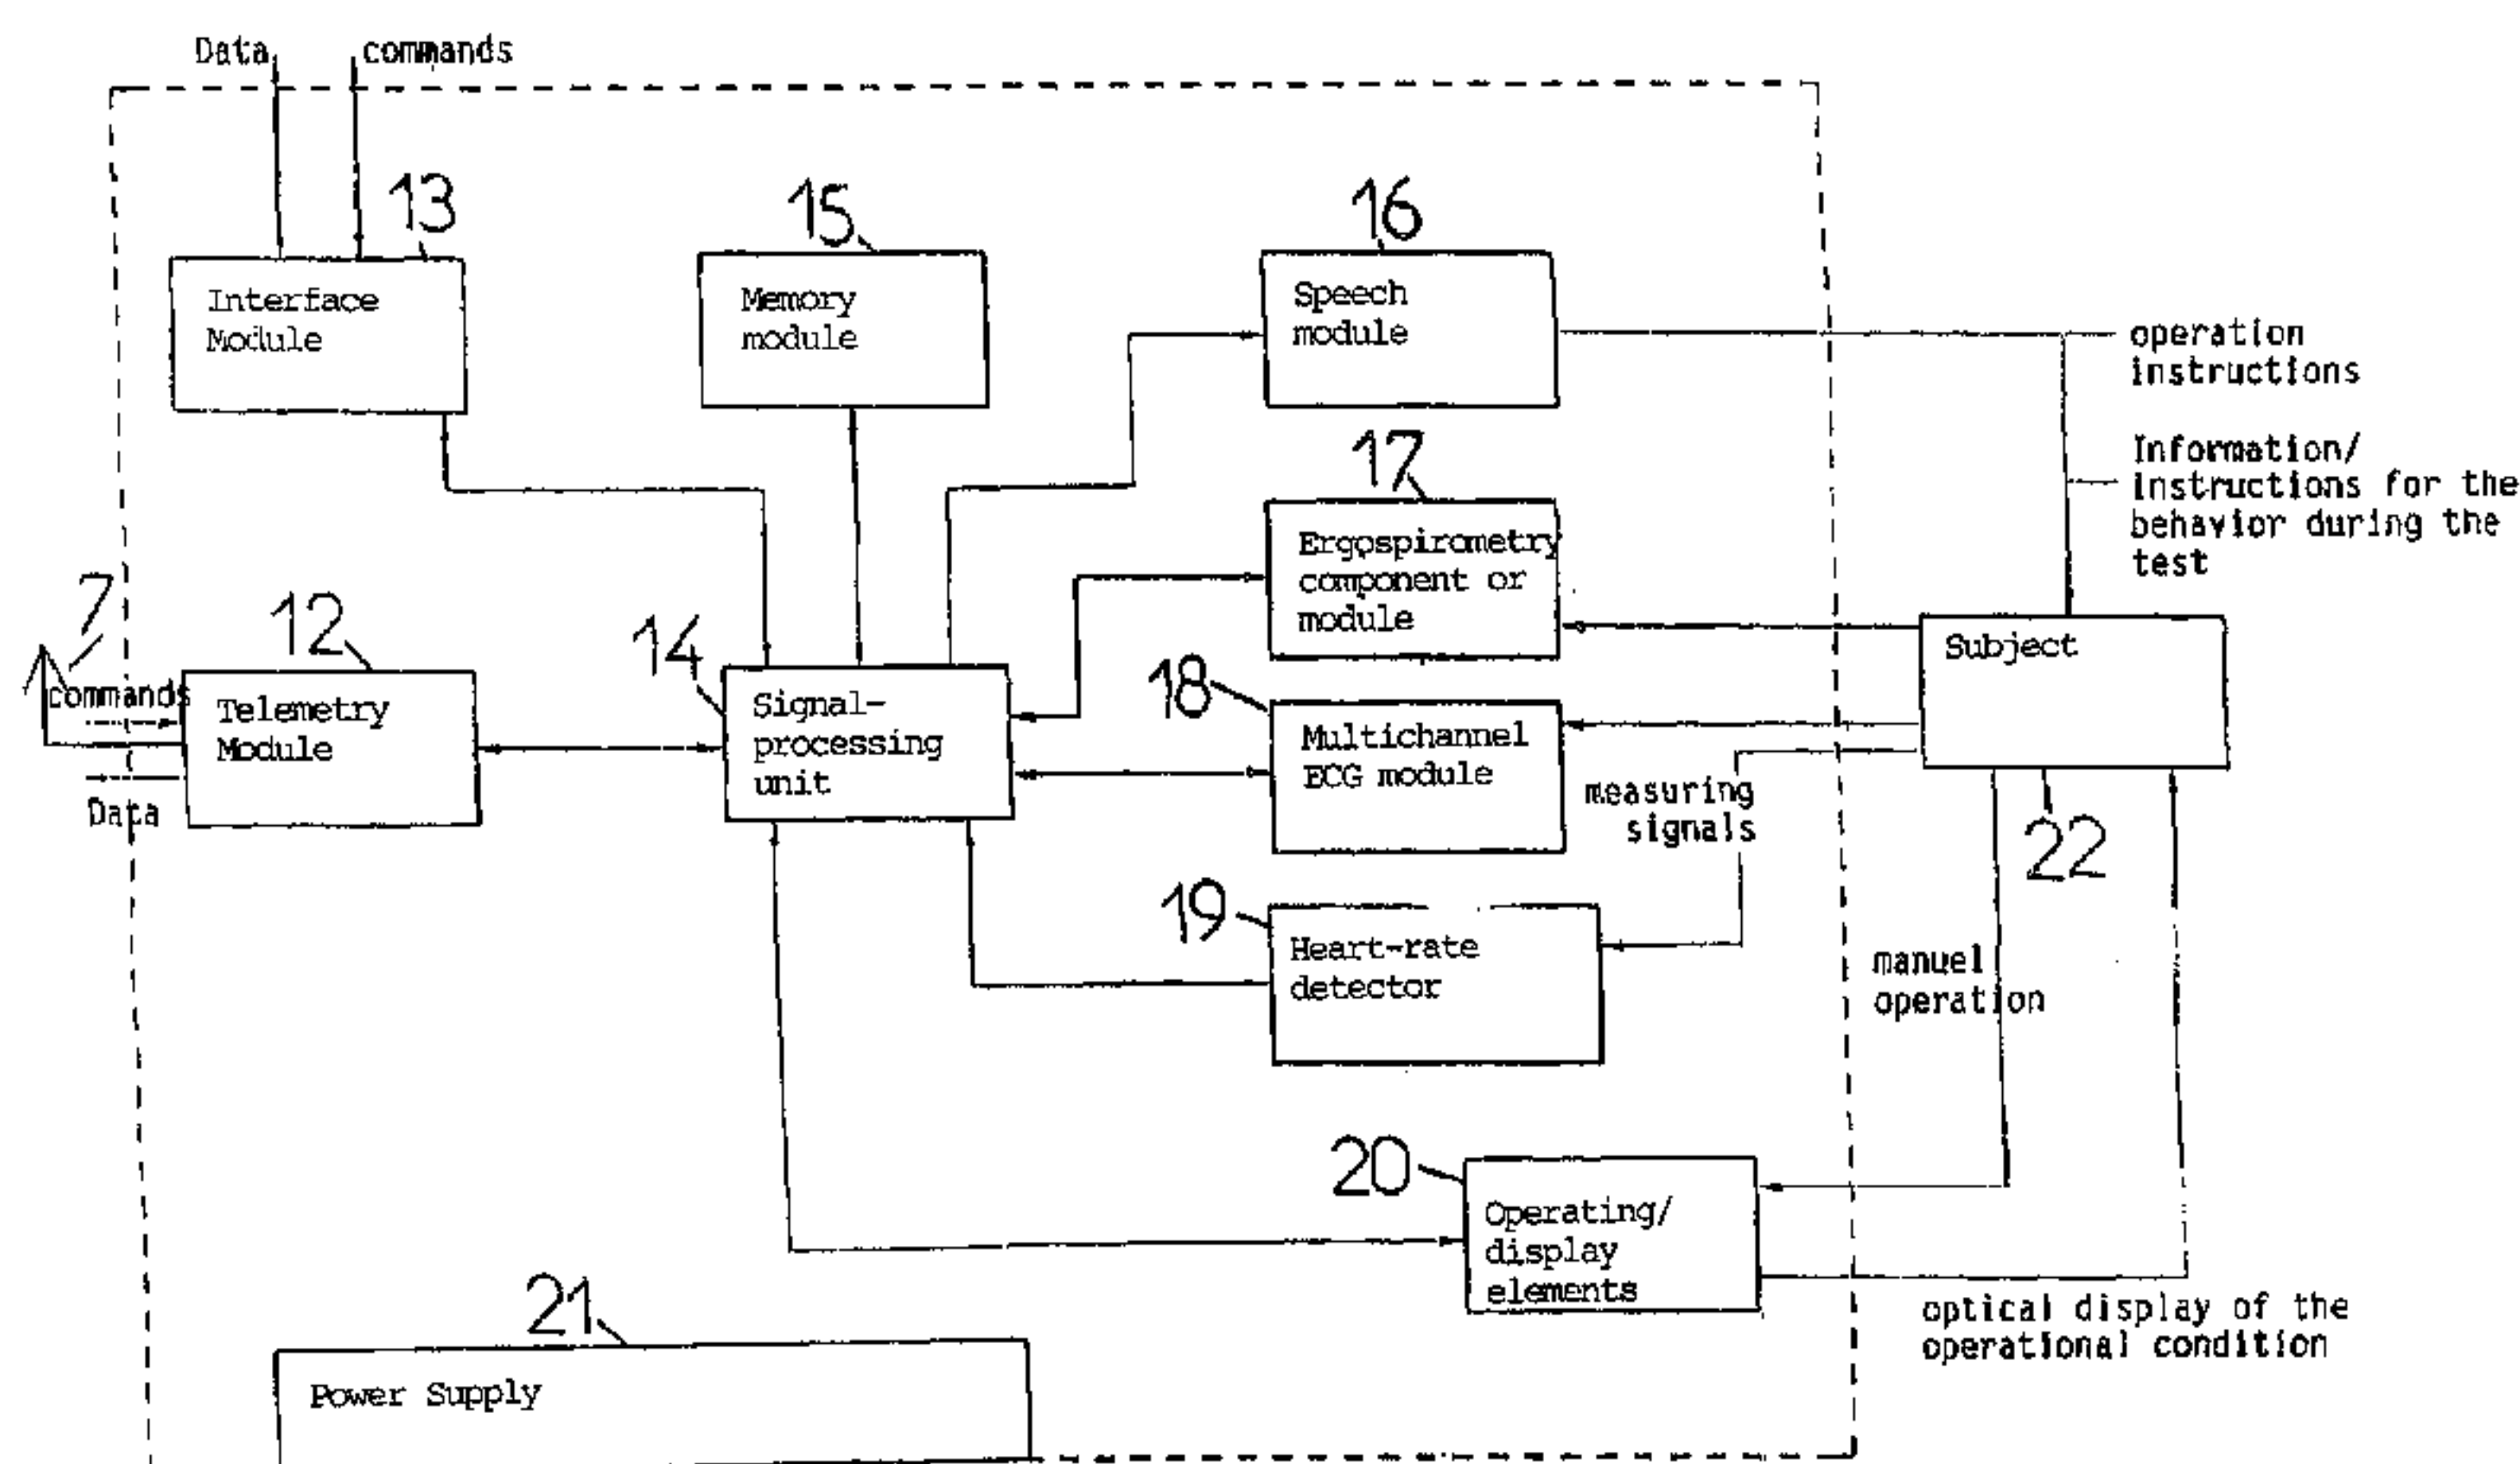 Data
commands
13
15
16
Interface
Module
Memory
module
Speech
module
operation
instructions
17
Information/
instructions for the
behavior during the
test
Ergospirometry
component or
module
7
12
14
18
Subject
commands
Telemetry
Module
Signal-
processing
unit
Multichannel
ECG module
measuring
signals
Data
22
19
Heart-rate
detector
manuel
operation
20
Operating/
display
elements
21
optical display of the
operational condition
Power Supply